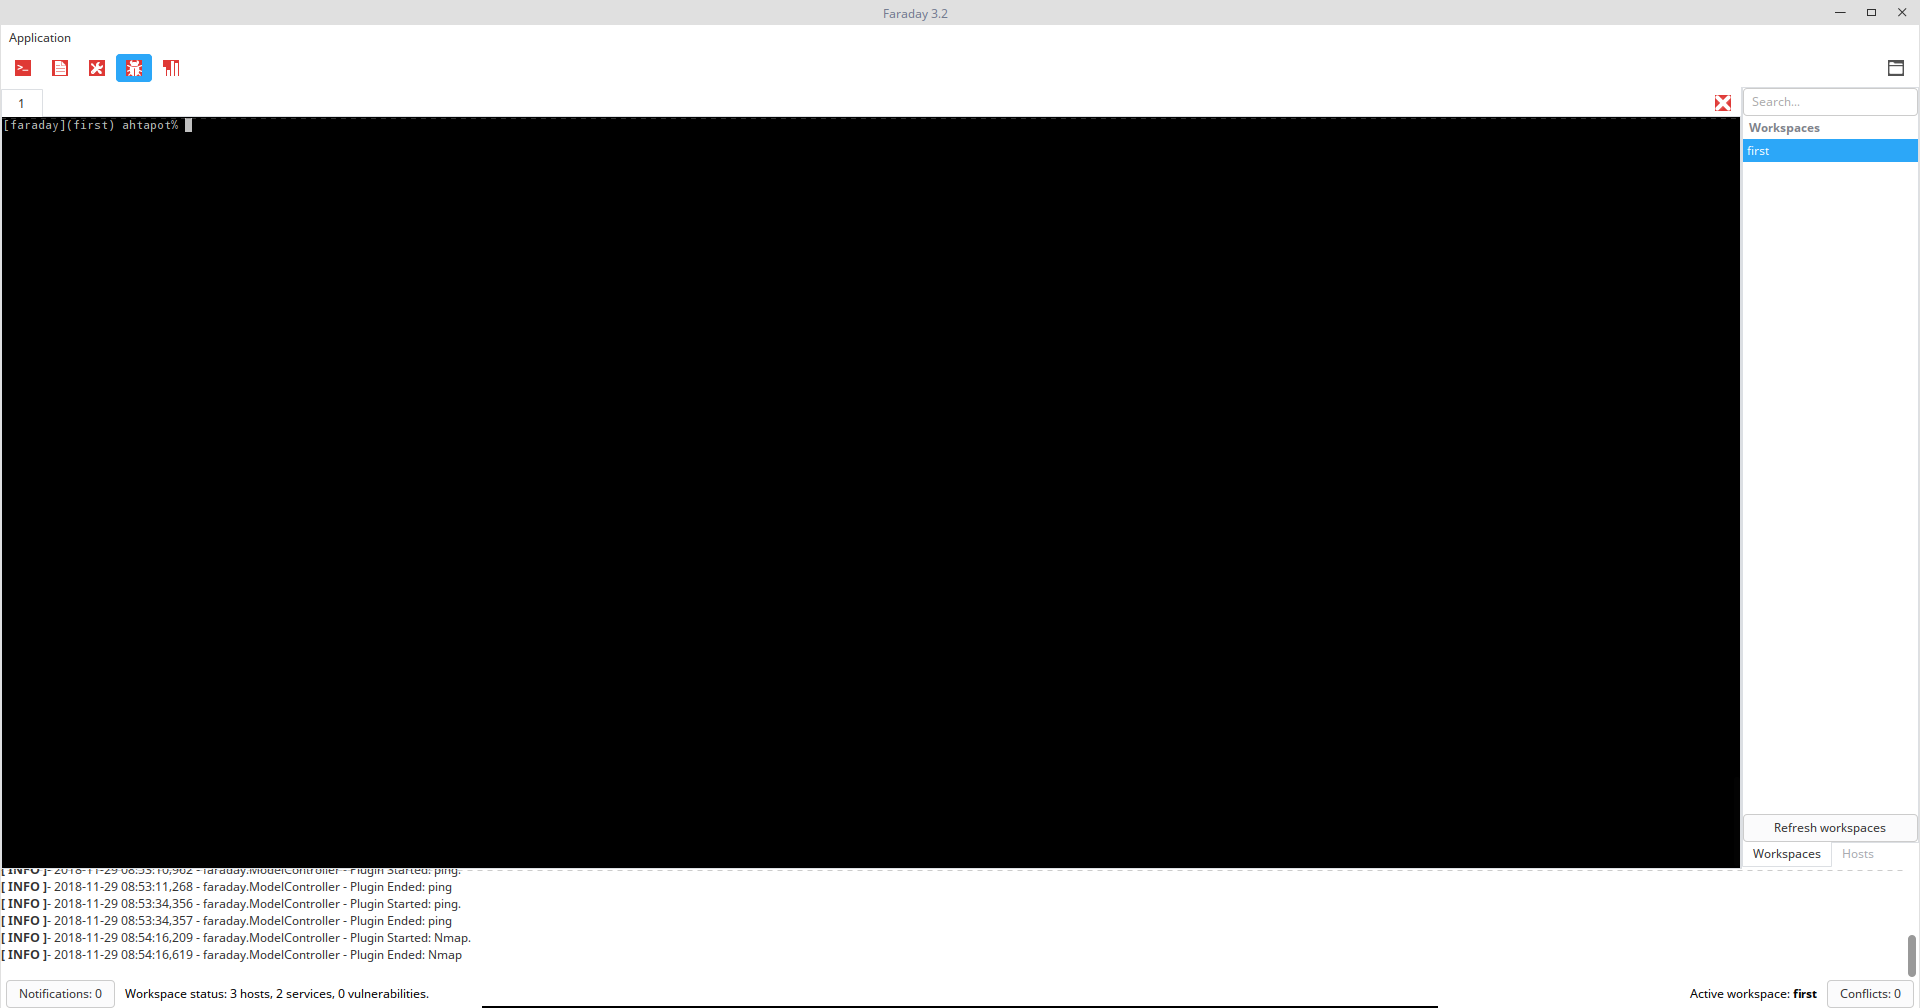 Faraday 3.2
Application
1
Search...
[faraday](first) ahtapot%
Workspaces
first
Refresh workspaces
Workspaces Hosts
[ INFO ]- 2018-11-29 08:53:10,962 - faraday.ModelController - Plugin Started: ping.
[ INFO ]- 2018-11-29 08:53:11,268 - faraday.ModelController - Plugin Ended: ping
[ INFO ]- 2018-11-29 08:53:34,356 - faraday.ModelController - Plugin Started: ping.
[ INFO ]- 2018-11-29 08:53:34,357 - faraday.ModelController - Plugin Ended: ping
[ INFO ]- 2018-11-29 08:54:16,209 - faraday.ModelController - Plugin Started: Nmap.
[ INFO ]- 2018-11-29 08:54:16,619 - faraday.ModelController - Plugin Ended: Nmap
Notifications: 0 Workspace status: 3 hosts, 2 services, 0 vulnerabilities. Active workspace: first Conflicts: 0